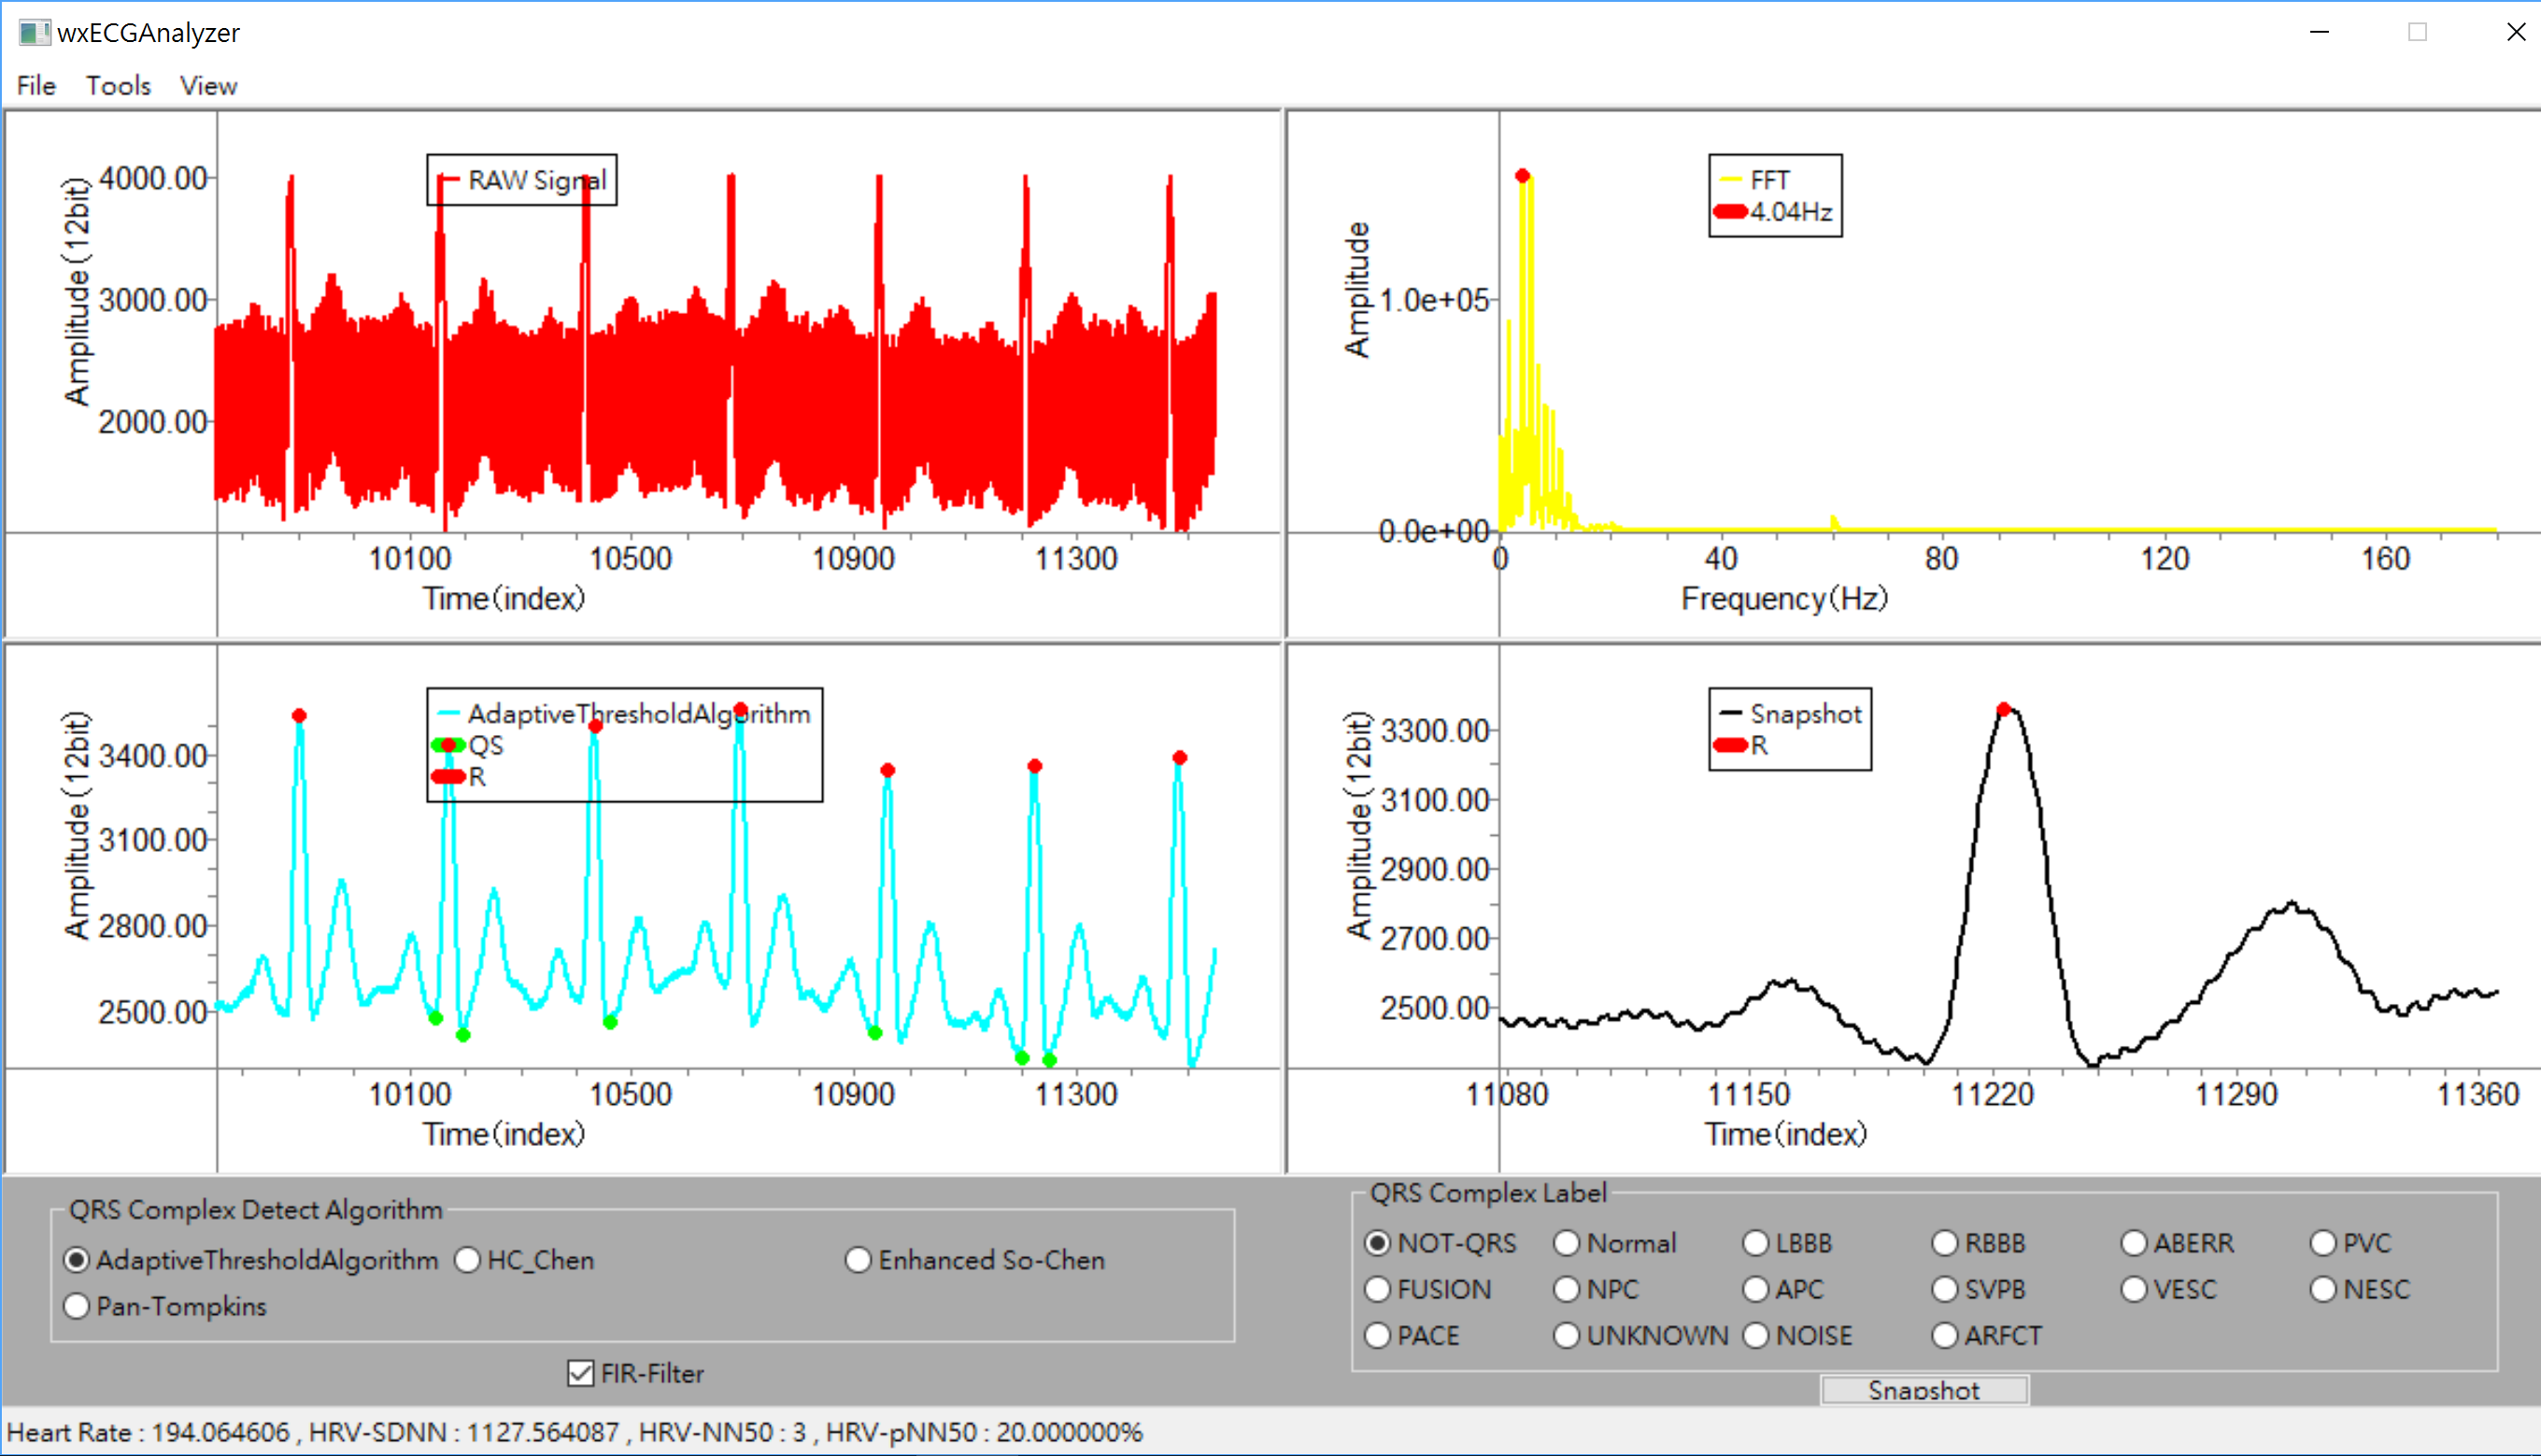 wxECGAnalyzer
File Tools View
RAW Signal
4000.00
3000.00
2000.00
Amplitude(12bit)
10100 10500 10900 11300
Time(index)
FFT
4.04Hz
Amplitude
1.0e+05
0.0e+00
0 40 80 120 160
Frequency(Hz)
AdaptiveThresholdAlgorithm
QS
R
3400.00
3100.00
2800.00
2500.00
Amplitude(12bit)
10100 10500 10900 11300
Time(index)
Snapshot
R
3300.00
3100.00
2900.00
2700.00
2500.00
Amplitude(12bit)
11080 11150 11220 11290 11360
Time(index)
QRS Complex Detect Algorithm
AdaptiveThresholdAlgorithm HC_Chen Enhanced So-Chen
Pan-Tompkins
FIR-Filter
QRS Complex Label
NOT-QRS Normal LBBB RBBB ABERR PVC
FUSION NPC APC SVPB VESC NESC
PACE UNKNOWN NOISE ARFCT
Snapshot
Heart Rate : 194.064606 , HRV-SDNN : 1127.564087 , HRV-NN50 : 3 , HRV-pNN50 : 20.000000%